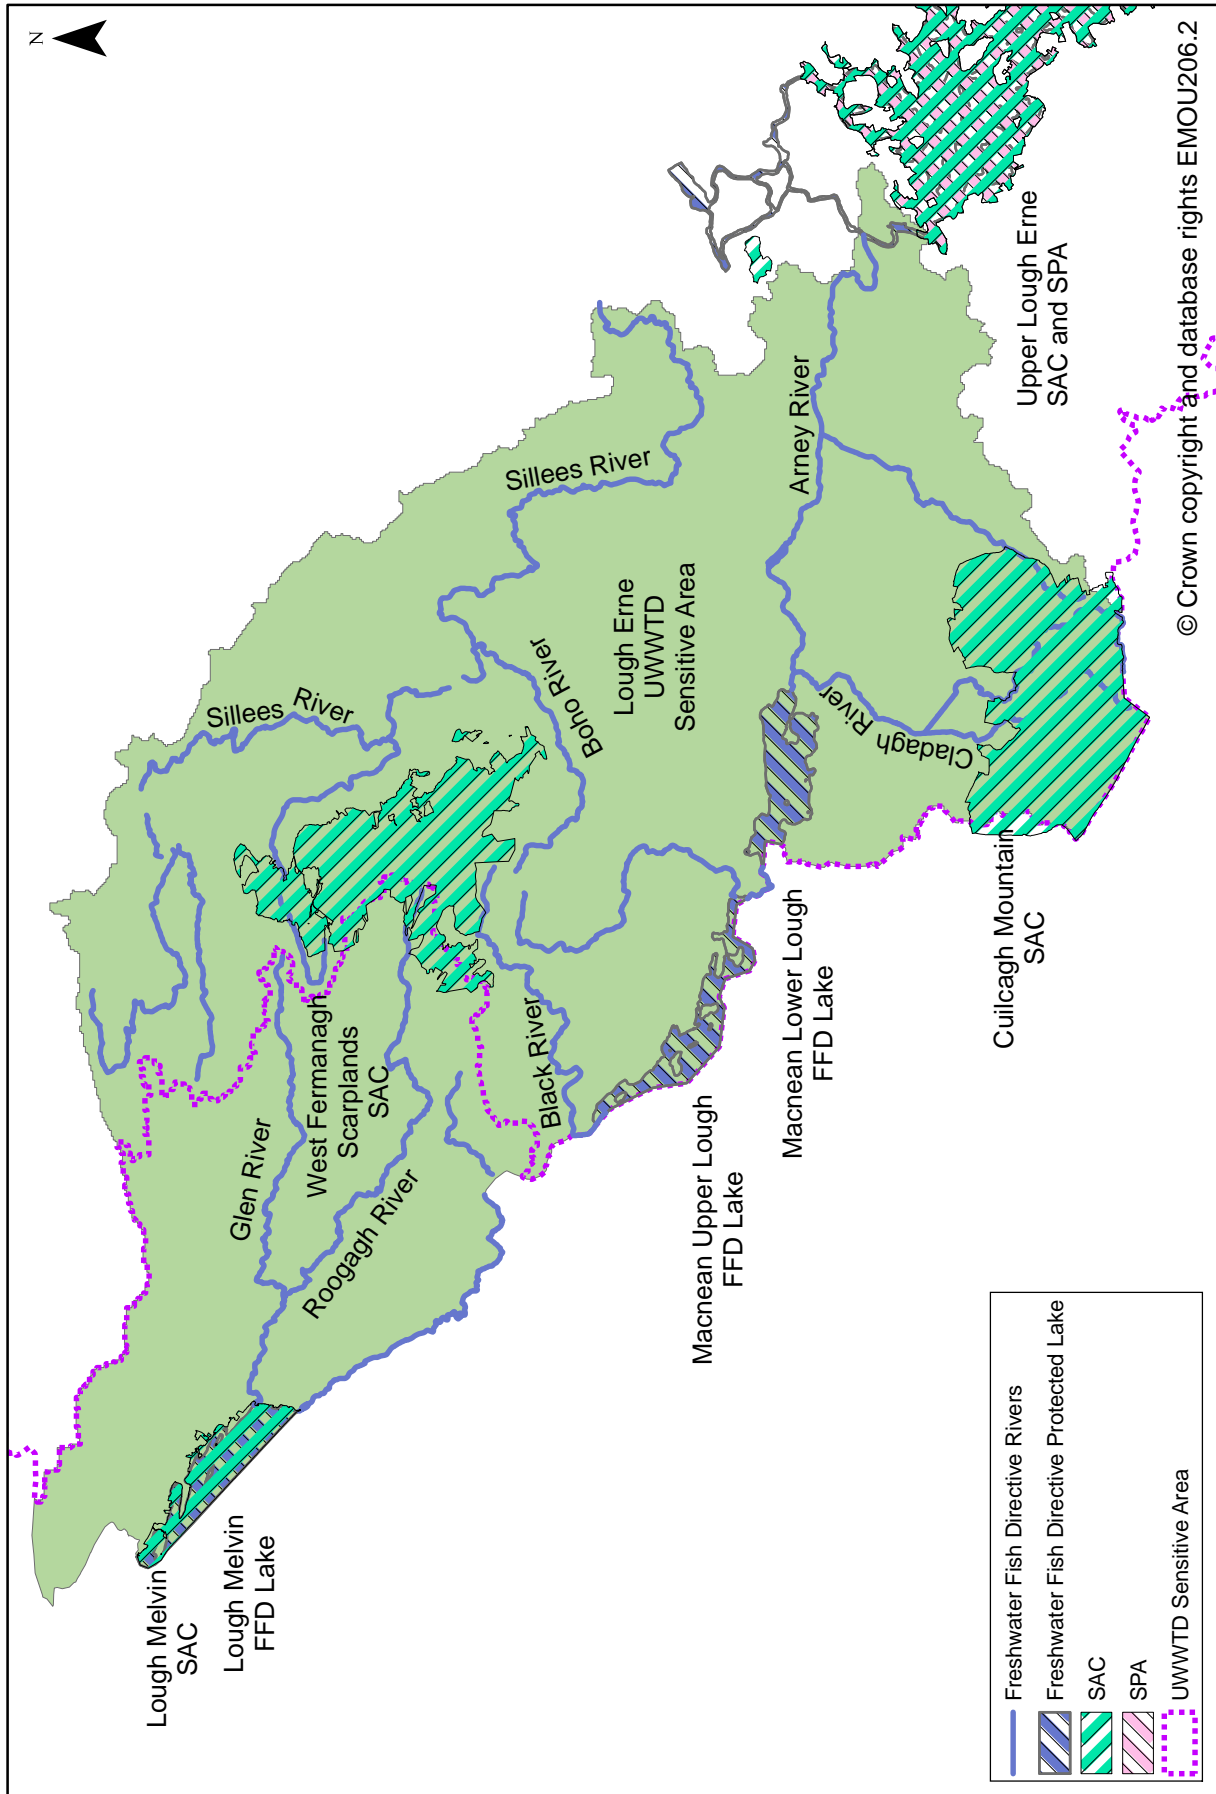 N
Lough Melvin
SAC
Lough Melvin
FFD Lake
Glen River
Roogagh River
West Fermanagh
Scarplands
SAC
Black River
Sillees River
Sillees River
Boho River
Lough Erne
UWWTD
Sensitive Area
Arney River
Cladagh River
Macnean Upper Lough
FFD Lake
Macnean Lower Lough
FFD Lake
Cuilcagh Mountain
SAC
Upper Lough Erne
SAC and SPA
Freshwater Fish Directive Rivers
Freshwater Fish Directive Protected Lake
SAC
SPA
UWWTD Sensitive Area
© Crown copyright and database rights EMOU206.2